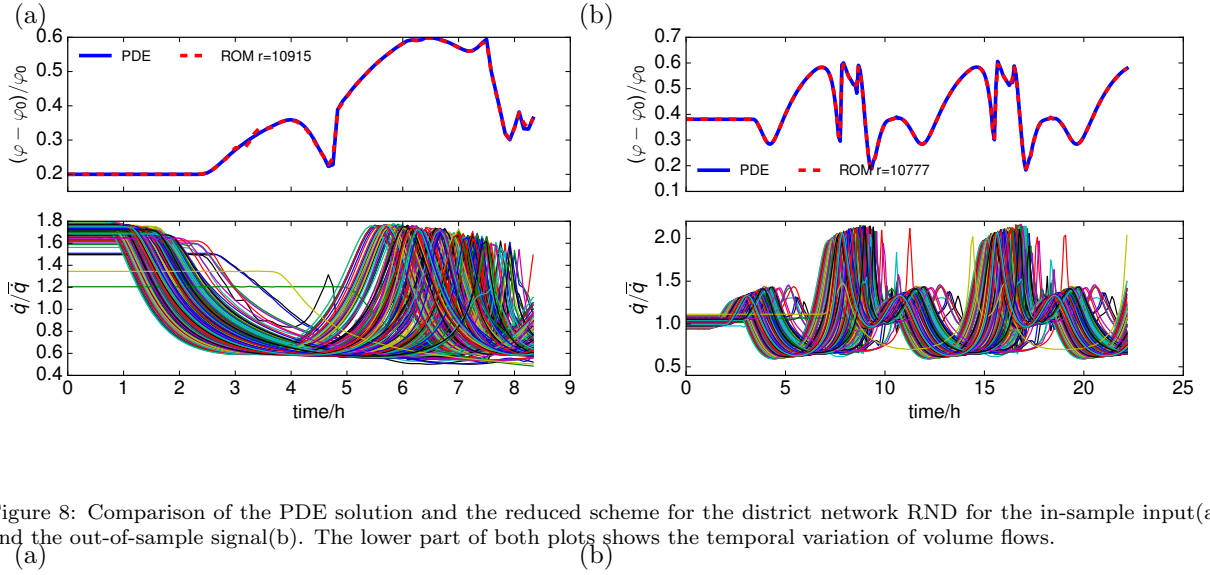 (a)
(b)
0.6
0.5
0.4
0.3
0.2
(φ − φ₀)/φ₀
PDE
ROM r=10915
0.7
0.6
0.5
0.4
0.3
0.2
0.1
(φ − φ₀)/φ₀
PDE
ROM r=10777
1.8
1.6
1.4
1.2
1.0
0.8
0.6
0.4
q̇/q̇̅
0 1 2 3 4 5 6 7 8 9
time/h
2.0
1.5
1.0
0.5
q̇/q̇̅
0 5 10 15 20 25
time/h
igure 8: Comparison of the PDE solution and the reduced scheme for the district network RND for the in-sample input(a
nd the out-of-sample signal(b). The lower part of both plots shows the temporal variation of volume flows.
(a)
(b)